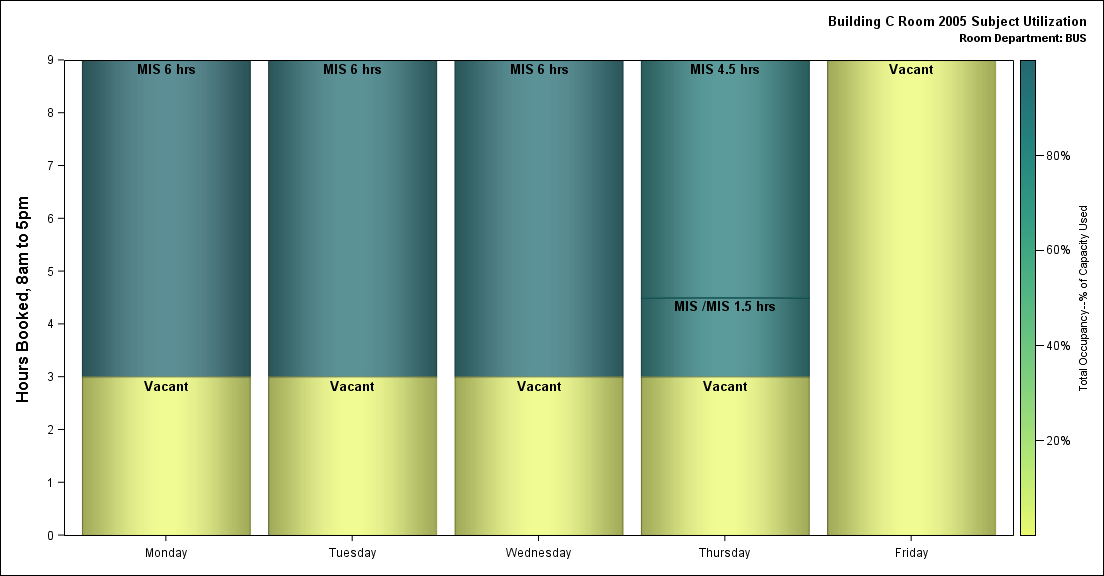 Building C Room 2005 Subject Utilization
Room Department: BUS
Hours Booked, 8am to 5pm
9
8
7
6
5
4
3
2
1
0
MIS 6 hrs
MIS 6 hrs
MIS 6 hrs
MIS 4.5 hrs
Vacant
MIS /MIS 1.5 hrs
Vacant
Vacant
Vacant
Vacant
Monday
Tuesday
Wednesday
Thursday
Friday
80%
60%
40%
20%
Total Occupancy--% of Capacity Used